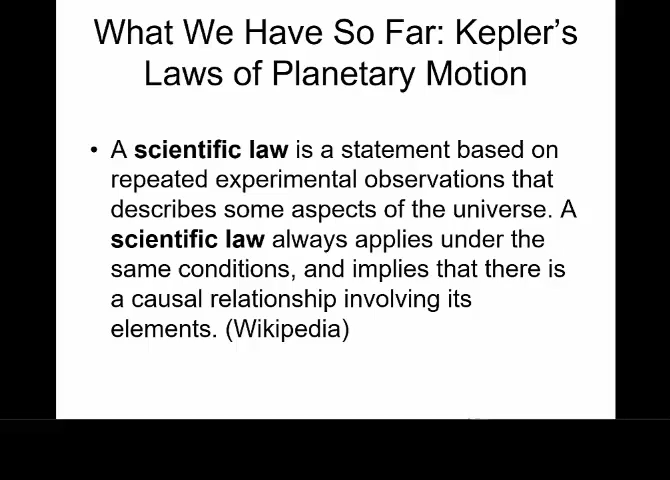 What We Have So Far: Kepler's
Laws of Planetary Motion
• A scientific law is a statement based on
repeated experimental observations that
describes some aspects of the universe. A
scientific law always applies under the
same conditions, and implies that there is
a causal relationship involving its
elements. (Wikipedia)